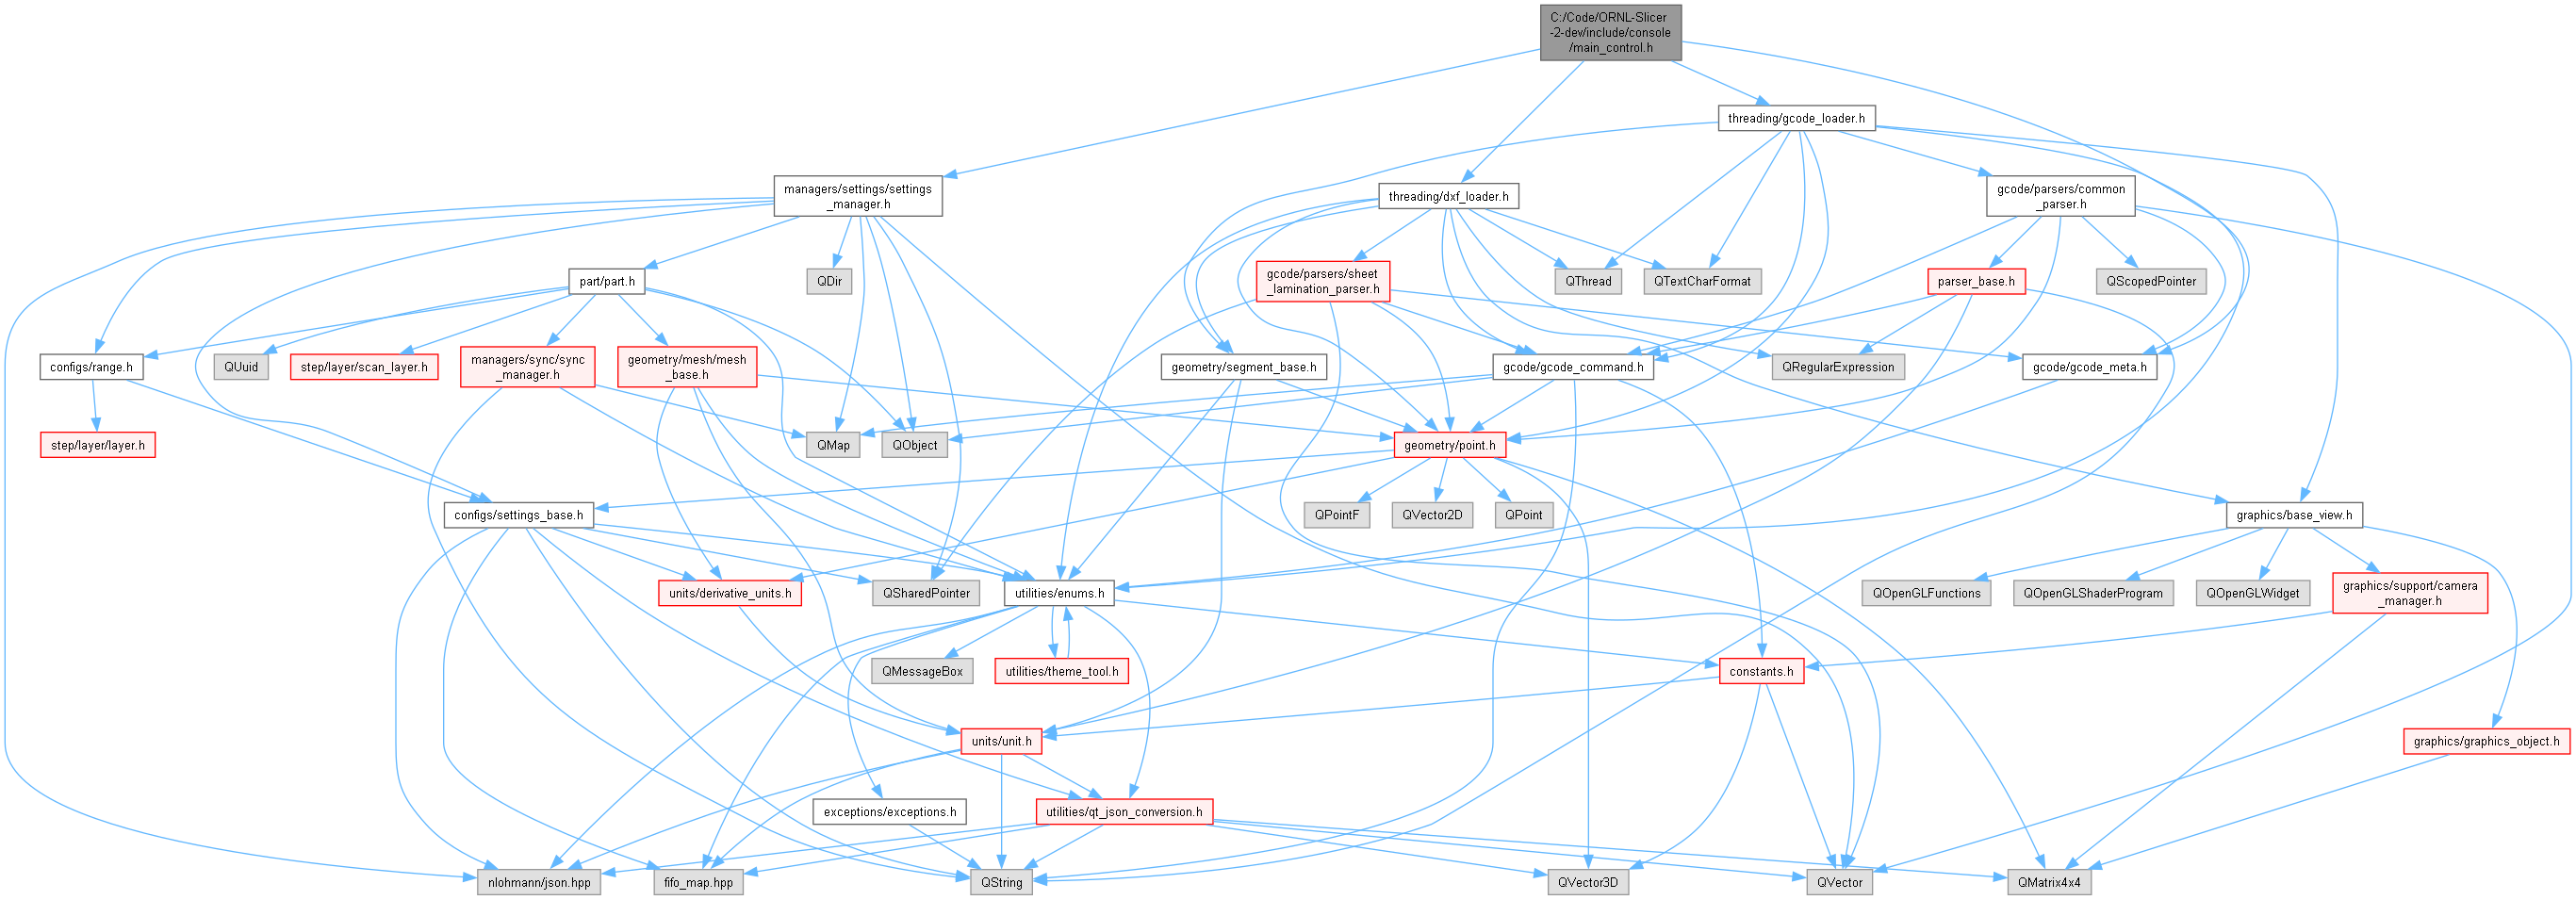 C:/Code/ORNL-Slicer
-2-dev/include/console
/main_control.h
threading/gcode_loader.h
managers/settings/settings
_manager.h
threading/dxf_loader.h
gcode/parsers/common
_parser.h
part/part.h
QDir
gcode/parsers/sheet
_lamination_parser.h
QThread
QTextCharFormat
parser_base.h
QScopedPointer
configs/range.h
QUuid
step/layer/scan_layer.h
managers/sync/sync
_manager.h
geometry/mesh/mesh
_base.h
geometry/segment_base.h
gcode/gcode_command.h
QRegularExpression
gcode/gcode_meta.h
step/layer/layer.h
QMap
QObject
geometry/point.h
configs/settings_base.h
QPointF
QVector2D
QPoint
graphics/base_view.h
units/derivative_units.h
QSharedPointer
utilities/enums.h
QOpenGLFunctions
QOpenGLShaderProgram
QOpenGLWidget
graphics/support/camera
_manager.h
QMessageBox
utilities/theme_tool.h
constants.h
units/unit.h
graphics/graphics_object.h
exceptions/exceptions.h
utilities/qt_json_conversion.h
nlohmann/json.hpp
fifo_map.hpp
QString
QVector3D
QVector
QMatrix4x4